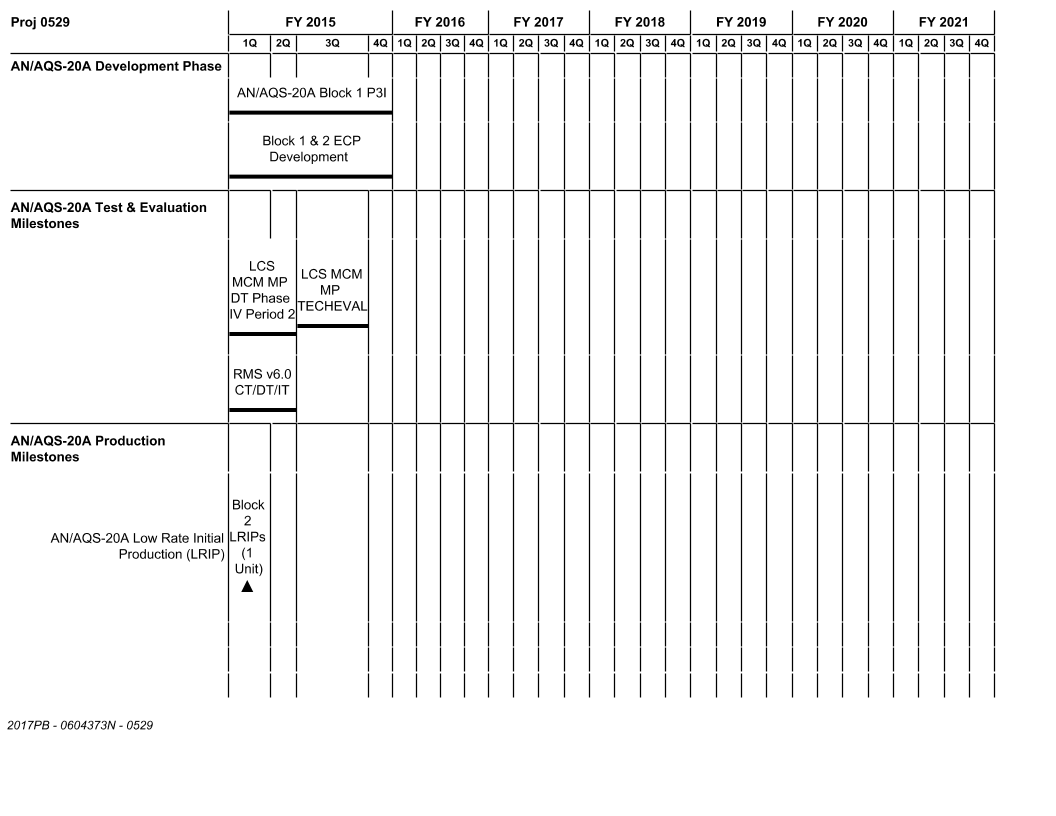 Proj 0529
FY 2015 FY 2016 FY 2017 FY 2018 FY 2019 FY 2020 FY 2021
1Q 2Q 3Q 4Q 1Q 2Q 3Q 4Q 1Q 2Q 3Q 4Q 1Q 2Q 3Q 4Q 1Q 2Q 3Q 4Q 1Q 2Q 3Q 4Q 1Q 2Q 3Q 4Q
AN/AQS-20A Development Phase
AN/AQS-20A Block 1 P3I
Block 1 & 2 ECP
Development
AN/AQS-20A Test & Evaluation
Milestones
LCS
MCM MP
DT Phase
IV Period 2
LCS MCM
MP
TECHEVAL
RMS v6.0
CT/DT/IT
AN/AQS-20A Production
Milestones
AN/AQS-20A Low Rate Initial
Production (LRIP)
Block
2
LRIPs
(1
Unit)
2017PB - 0604373N - 0529